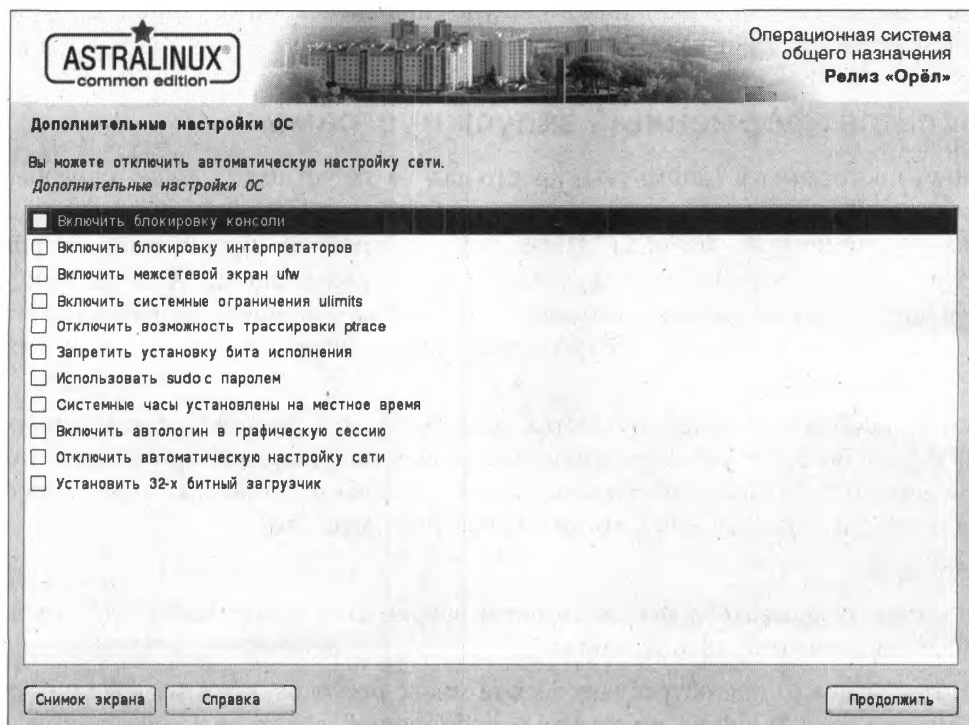 ASTRALINUX®
common edition
Операционная система
общего назначения
Релиз «Орёл»
Дополнительные настройки ОС
Вы можете отключить автоматическую настройку сети.
Дополнительные настройки ОС
Включить блокировку консоли
Включить блокировку интерпретаторов
Включить межсетевой экран ufw
Включить системные ограничения ulimits
Отключить возможность трассировки ptrace
Запретить установку бита исполнения
Использовать sudo с паролем
Системные часы установлены на местное время
Включить автологин в графическую сессию
Отключить автоматическую настройку сети
Установить 32-х битный загрузчик
Снимок экрана
Справка
Продолжить